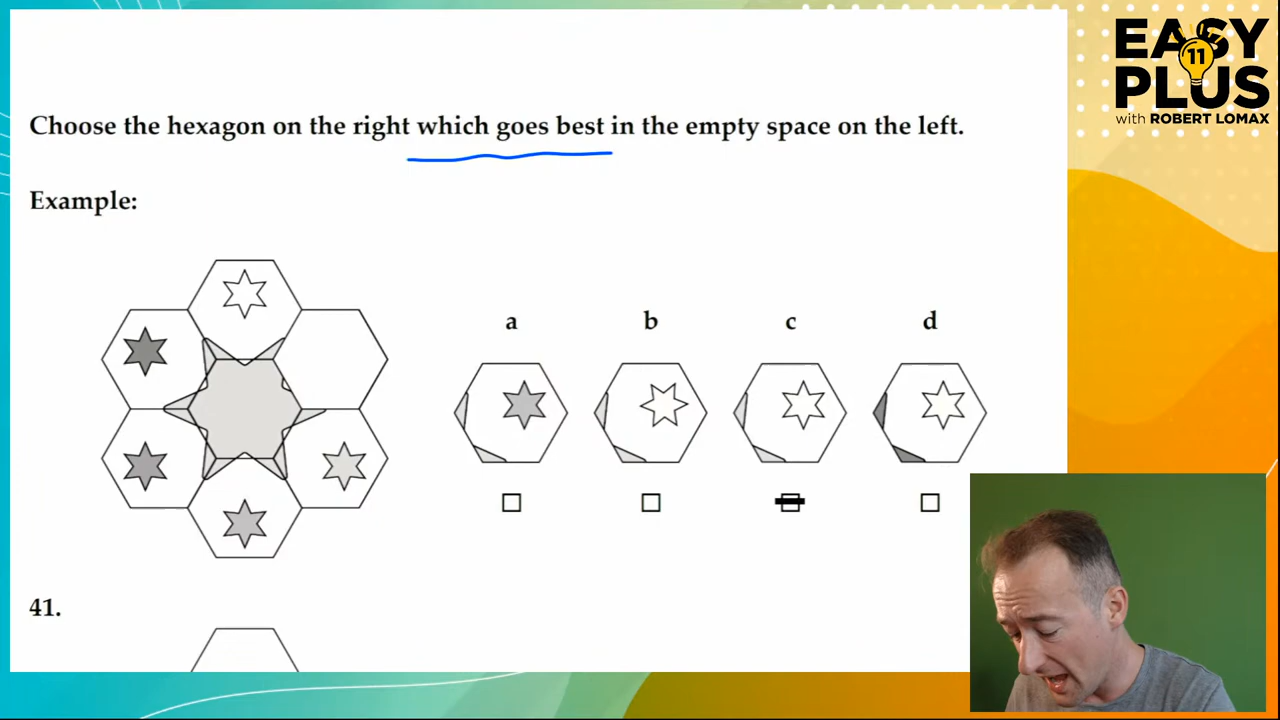 EASY
11
PLUS
with ROBERT LOMAX
Choose the hexagon on the right which goes best in the empty space on the left.
Example:
a b c d
41.